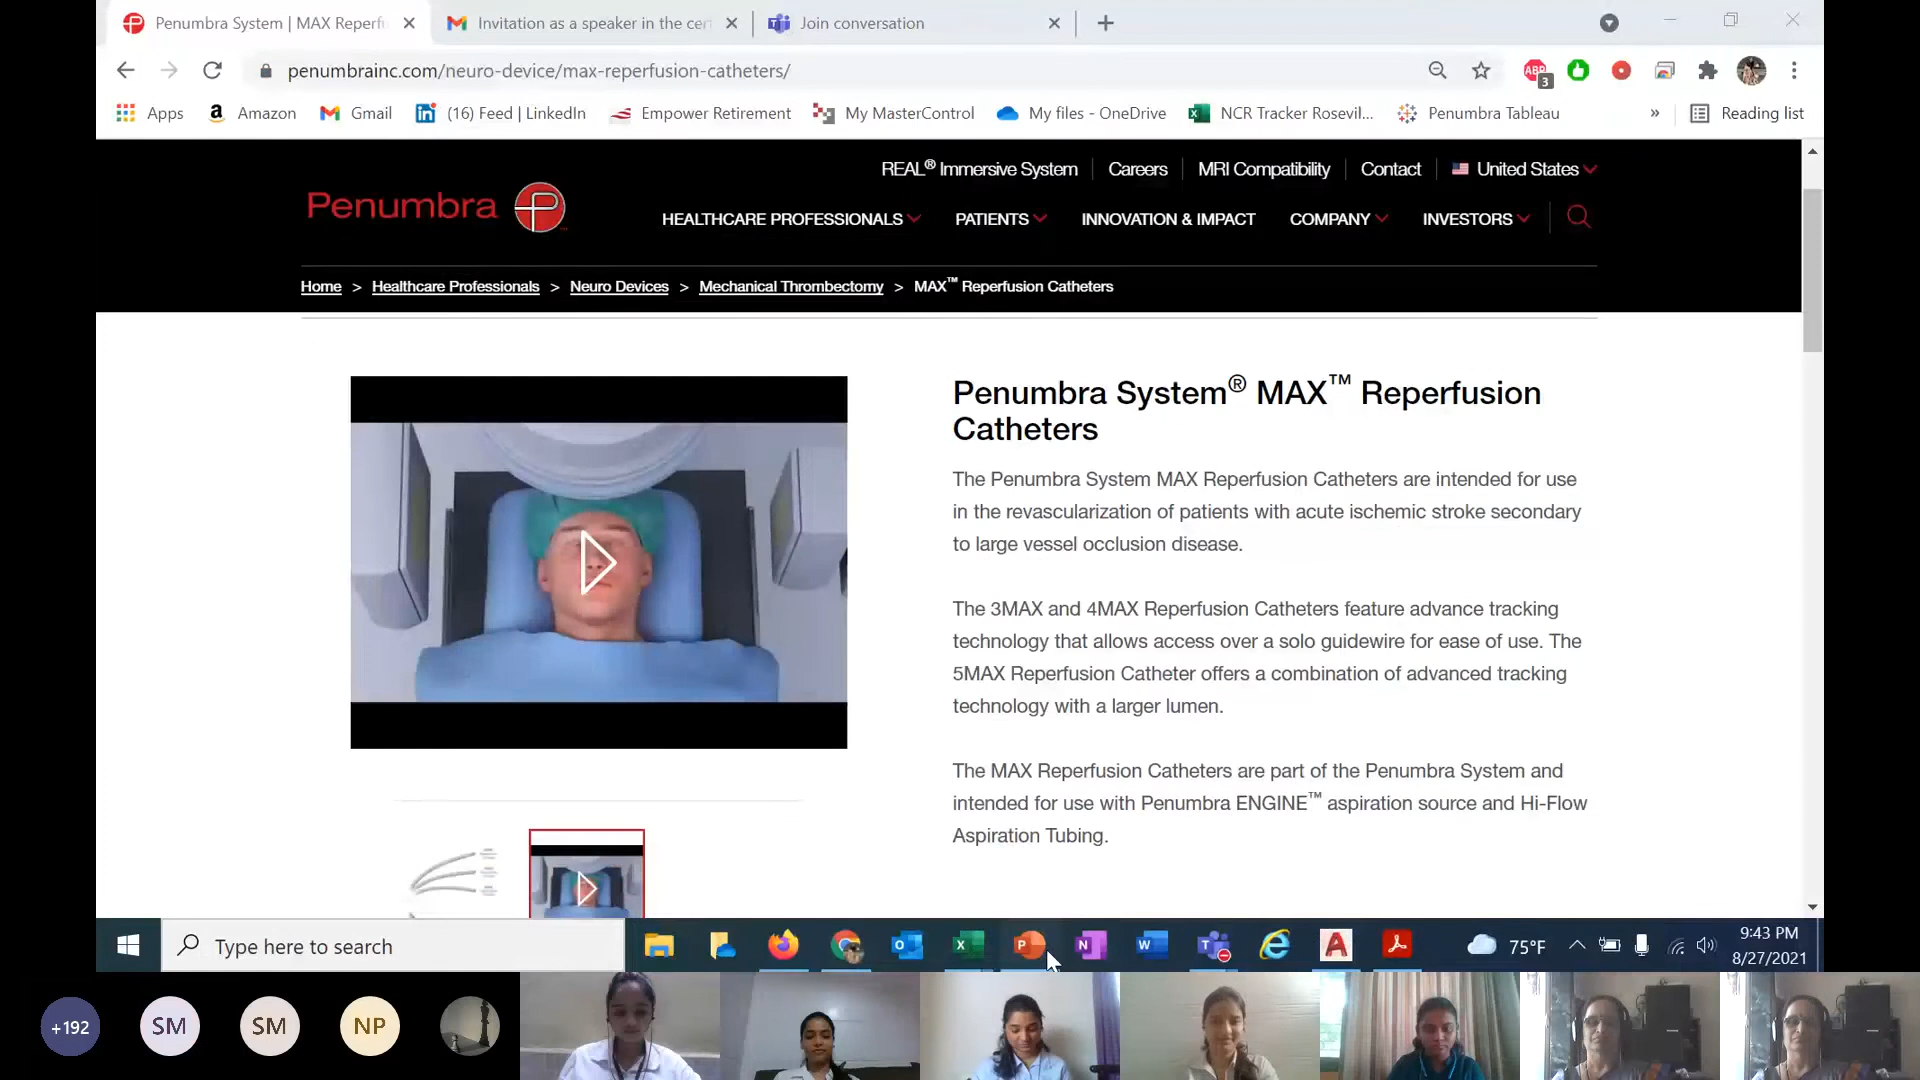 Penumbra System | MAX Reperf
Invitation as a speaker in the cer
Join conversation
penumbrainc.com/neuro-device/max-reperfusion-catheters/
ABP
3
Apps
Amazon
Gmail
(16) Feed | LinkedIn
Empower Retirement
My MasterControl
My files - OneDrive
NCR Tracker Rosevil...
Penumbra Tableau
»
Reading list
REAL® Immersive System
Careers
MRI Compatibility
Contact
United States
Penumbra
HEALTHCARE PROFESSIONALS
PATIENTS
INNOVATION & IMPACT
COMPANY
INVESTORS
Home > Healthcare Professionals > Neuro Devices > Mechanical Thrombectomy > MAX™ Reperfusion Catheters
Penumbra System® MAX™ Reperfusion
Catheters
The Penumbra System MAX Reperfusion Catheters are intended for use
in the revascularization of patients with acute ischemic stroke secondary
to large vessel occlusion disease.
The 3MAX and 4MAX Reperfusion Catheters feature advance tracking
technology that allows access over a solo guidewire for ease of use. The
5MAX Reperfusion Catheter offers a combination of advanced tracking
technology with a larger lumen.
The MAX Reperfusion Catheters are part of the Penumbra System and
intended for use with Penumbra ENGINE™ aspiration source and Hi-Flow
Aspiration Tubing.
Type here to search
75°F
9:43 PM
8/27/2021
+192
SM
SM
NP